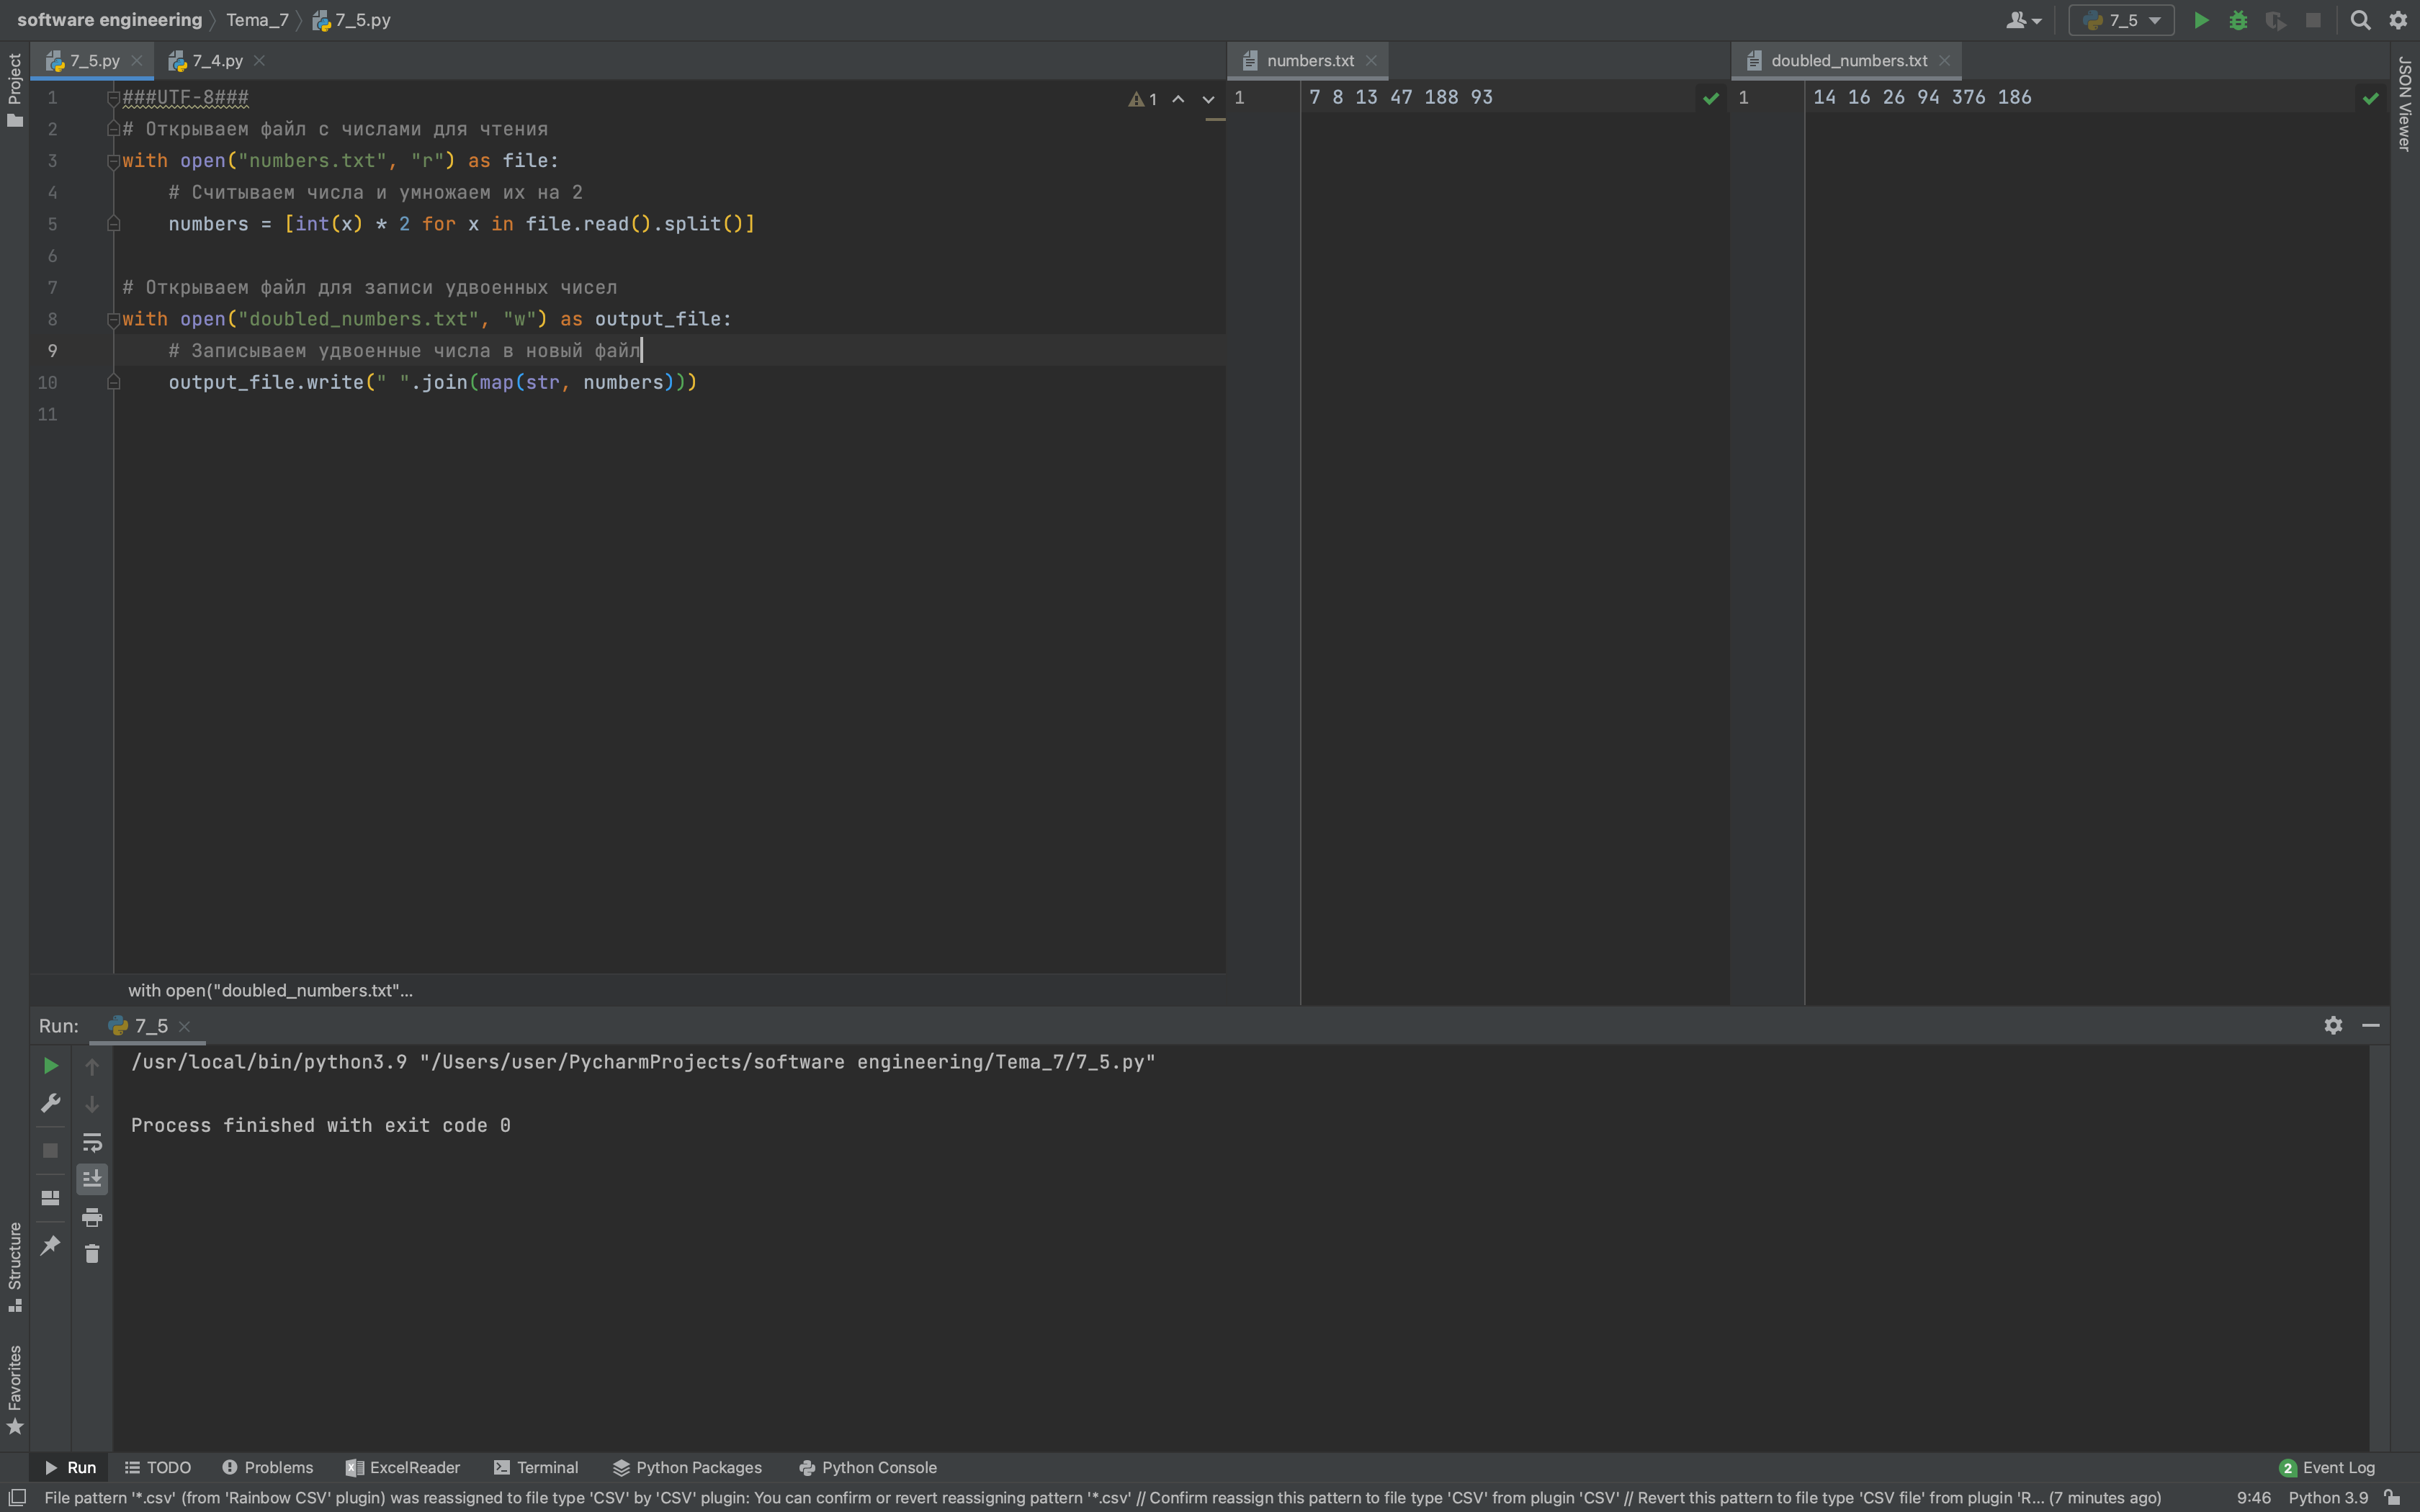 software engineering Tema_7 7_5.py 7_5
Project
7_5.py 7_4.py numbers.txt doubled_numbers.txt
JSON Viewer
1 ###UTF-8### 1
2 # Открываем файл с числами для чтения
3 with open("numbers.txt", "r") as file:
4 # Считываем числа и умножаем их на 2
5 numbers = [int(x) * 2 for x in file.read().split()]
6
7 # Открываем файл для записи удвоенных чисел
8 with open("doubled_numbers.txt", "w") as output_file:
9 # Записываем удвоенные числа в новый файл
10 output_file.write(" ".join(map(str, numbers)))
11
1 7 8 13 47 188 93
1 14 16 26 94 376 186
with open("doubled_numbers.txt"...
Run: 7_5
/usr/local/bin/python3.9 "/Users/user/PycharmProjects/software engineering/Tema_7/7_5.py"
Process finished with exit code 0
Structure
Favorites
Run TODO Problems ExcelReader Terminal Python Packages Python Console 2 Event Log
File pattern '*.csv' (from 'Rainbow CSV' plugin) was reassigned to file type 'CSV' by 'CSV' plugin: You can confirm or revert reassigning pattern '*.csv' // Confirm reassign this pattern to file type 'CSV' from plugin 'CSV' // Revert this pattern to file type 'CSV file' from plugin 'R... (7 minutes ago) 9:46 Python 3.9